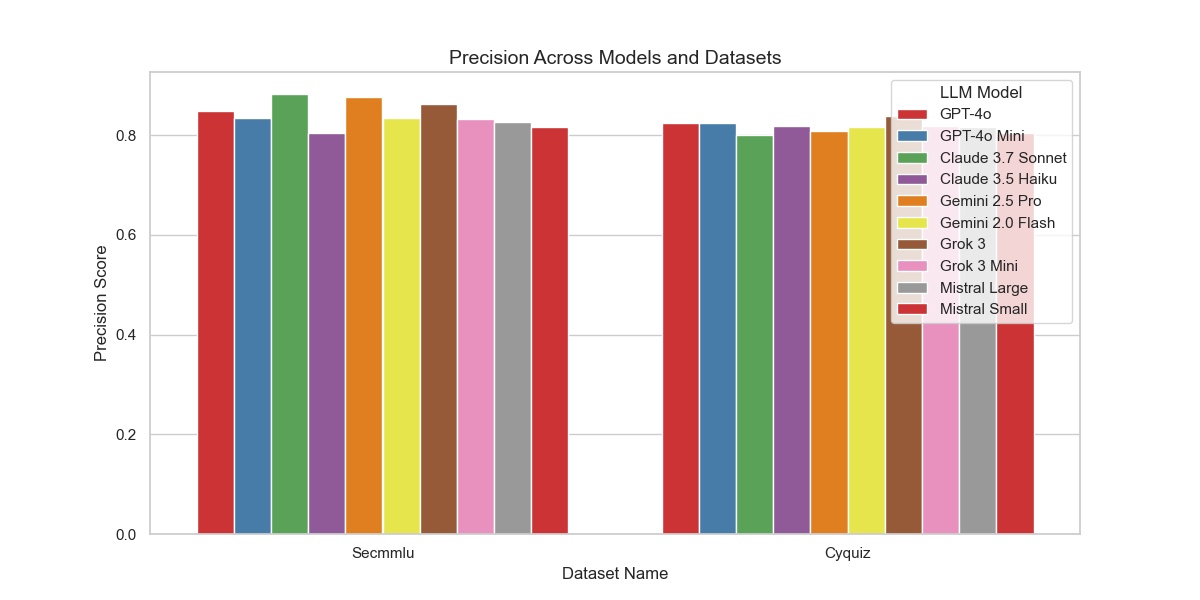 Precision Across Models and Datasets
LLM Model
GPT-4o
GPT-4o Mini
Claude 3.7 Sonnet
Claude 3.5 Haiku
Gemini 2.5 Pro
Gemini 2.0 Flash
Grok 3
Grok 3 Mini
Mistral Large
Mistral Small
Precision Score
0.8
0.6
0.4
0.2
0.0
Secmmlu
Cyquiz
Dataset Name